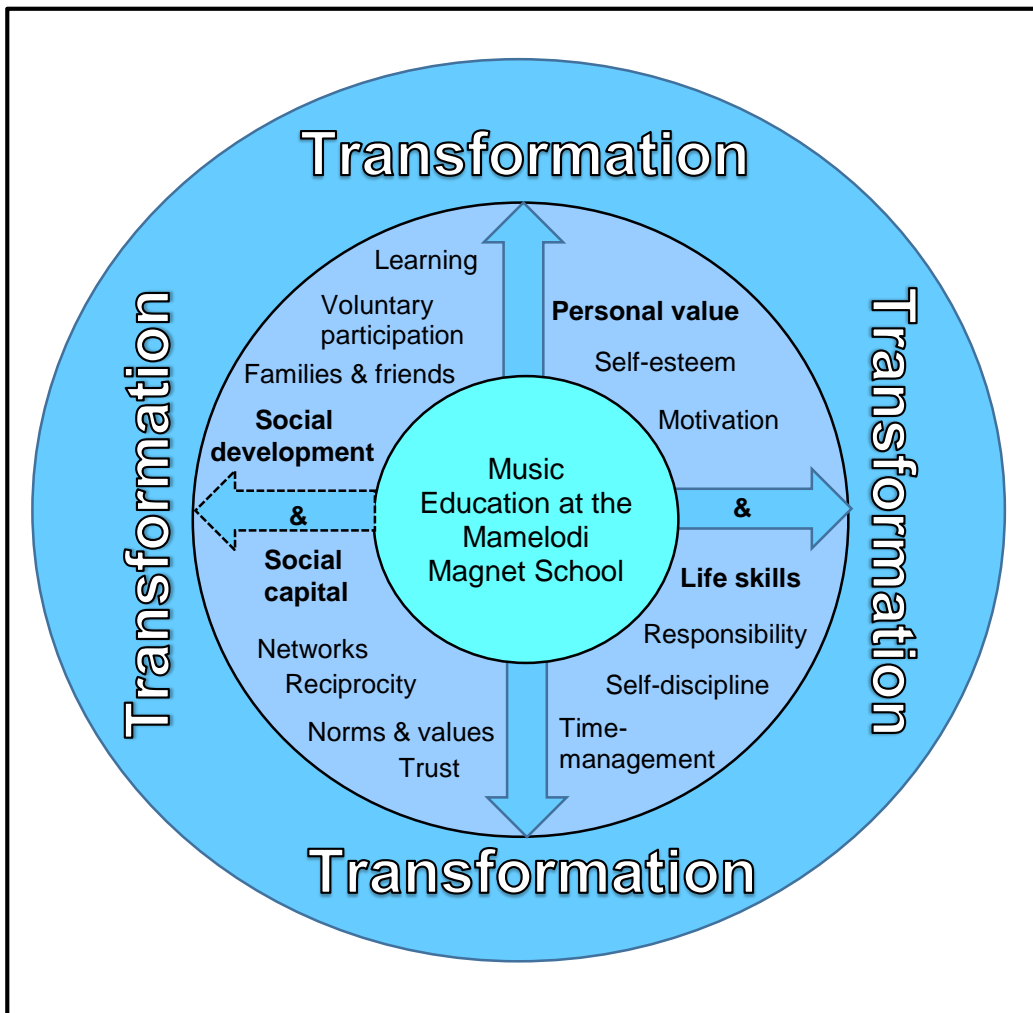 Transformation
Learning
Voluntary
participation
Families & friends
Social
development
&
Social
capital
Networks
Reciprocity
Norms & values
Trust
Personal value
Self-esteem
Motivation
&
Life skills
Responsibility
Self-discipline
Time-
management
Music
Education at the
Mamelodi
Magnet School
Transformation
Transformation
Transformation